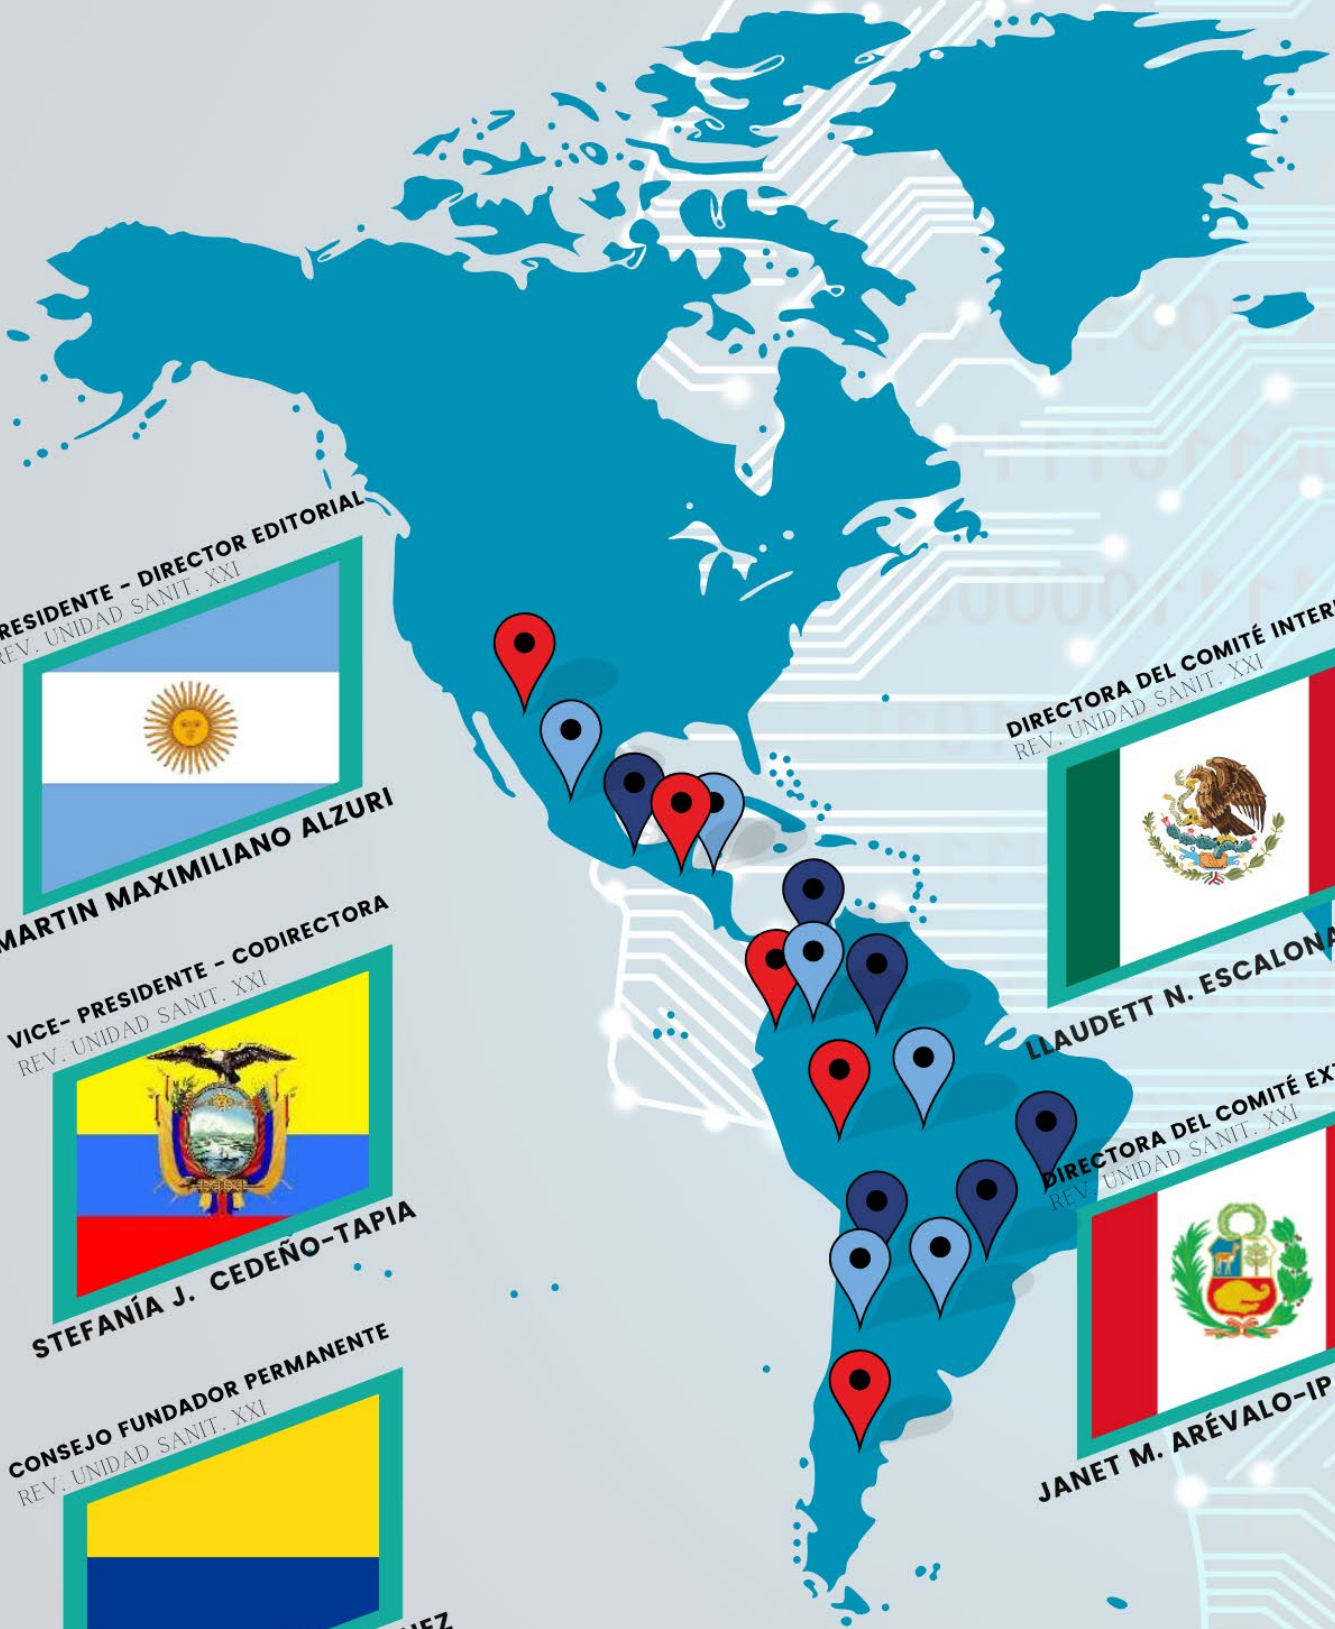 RESIDENTE - DIRECTOR EDITORIAL
REV. UNIDAD SANIT. XXI
MARTIN MAXIMILIANO ALZURI
VICE- PRESIDENTE - CODIRECTORA
REV. UNIDAD SANIT. XXI
STEFANÍA J. CEDEÑO-TAPIA
CONSEJO FUNDADOR PERMANENTE
REV. UNIDAD SANIT. XXI
DIRECTORA DEL COMITÉ INTER
REV. UNIDAD SANIT. XXI
LLAUDETT N. ESCALONA
DIRECTORA DEL COMITÉ EXT
REV. UNIDAD SANIT. XXI
JANET M. ARÉVALO-IP